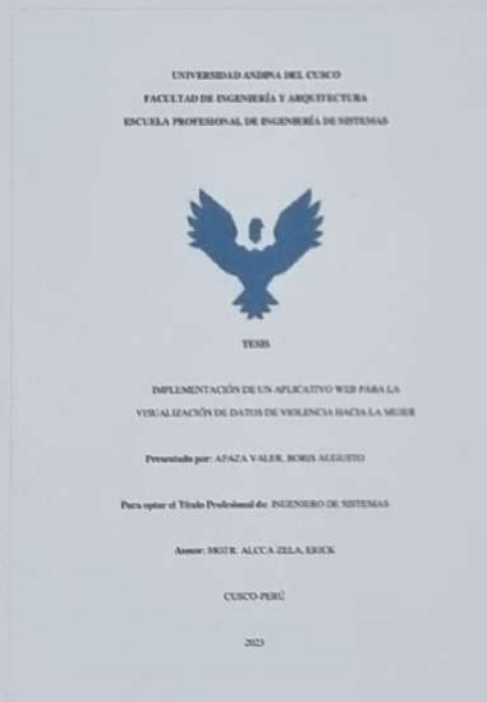 UNIVERSIDAD ANDINA DEL CUSCO
FACULTAD DE INGENIERÍA Y ARQUITECTURA
ESCUELA PROFESIONAL DE INGENIERÍA DE SISTEMAS
TESIS
IMPLEMENTACIÓN DE UN APLICATIVO WEB PARA LA
VISUALIZACIÓN DE DATOS DE VIOLENCIA HACIA LA MUJER
Presentado por: APAZA VALER, BORIS AUGUSTO
Para optar el Título Profesional de: INGENIERO DE SISTEMAS
Asesor: MGTR. ALCCA ZELA, ERICK
CUSCO-PERÚ
2023